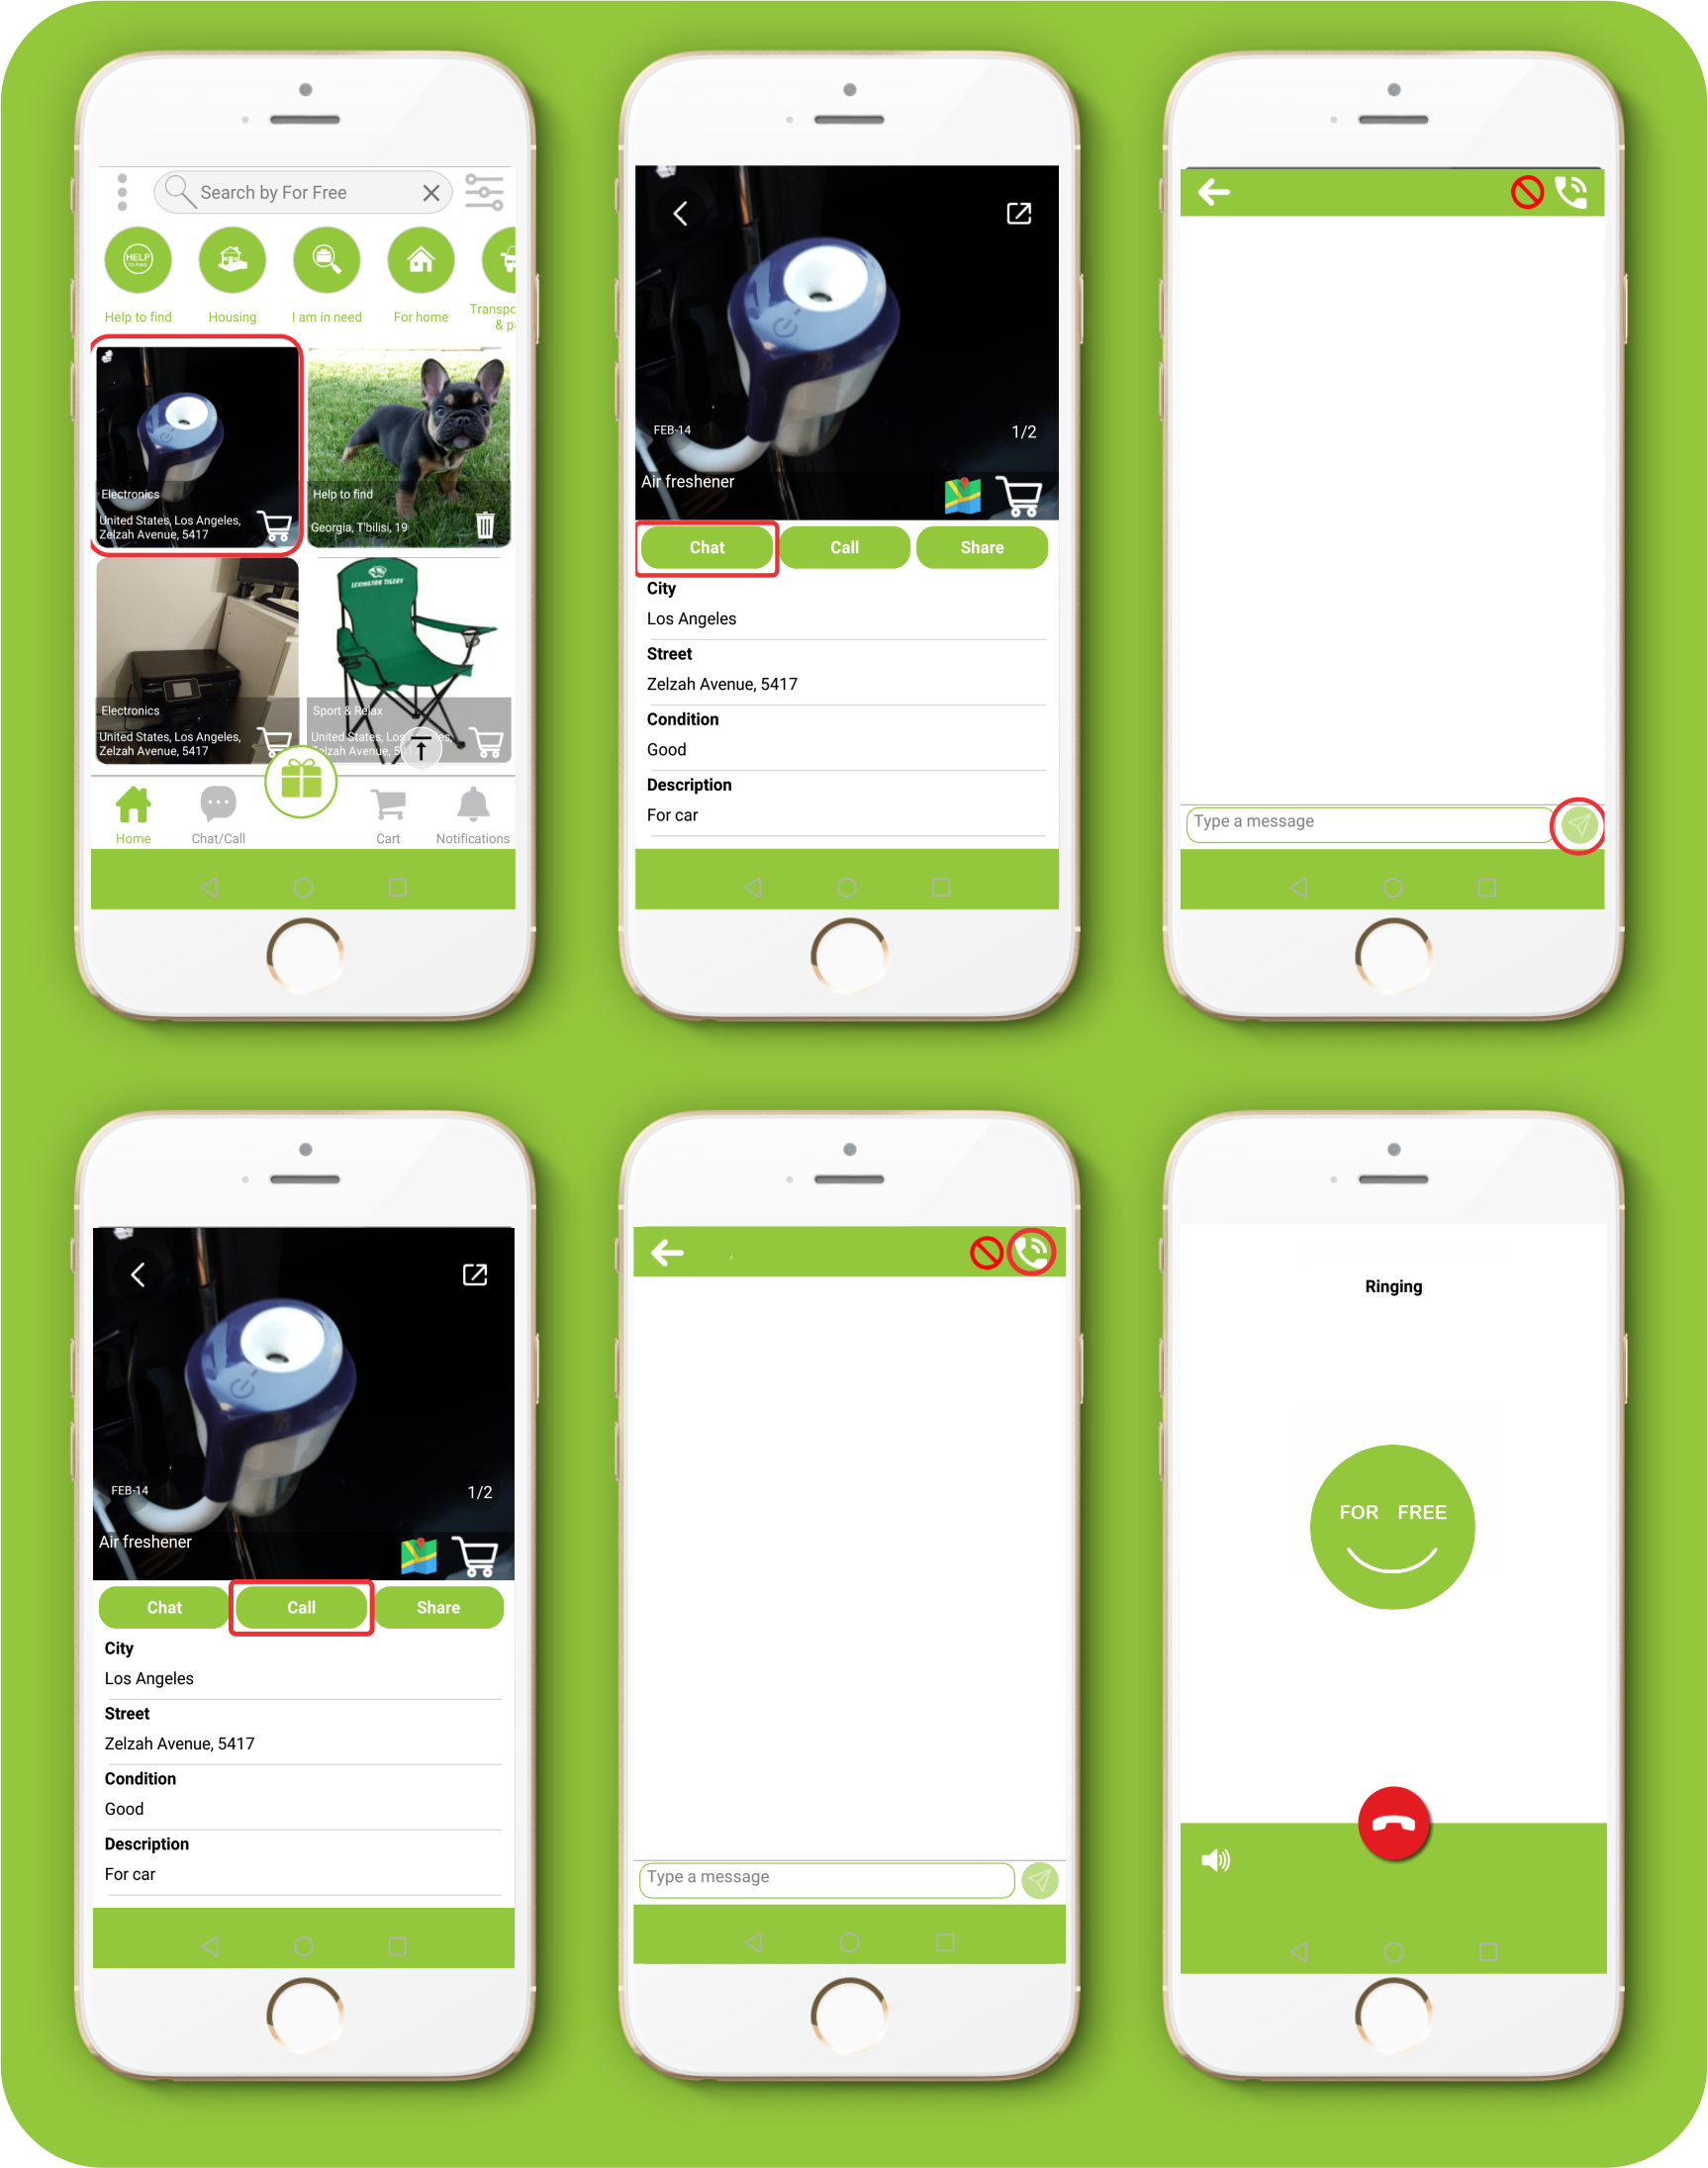 Search by For Free
HELP
TO FIND
Help to find
Housing
I am in need
For home
Transpo
& p
Electronics
United States, Los Angeles,
Zelzah Avenue, 5417
Help to find
Georgia, T'bilisi, 19
LEXINGTON TIGERS
Electronics
United States, Los Angeles,
Zelzah Avenue, 5417
Sport & Relax
United States, Los
Zelzah Avenue,
Home
Chat/Call
Cart
Notifications
FEB-14
1/2
Air freshener
Chat
Call
Share
City
Los Angeles
Street
Zelzah Avenue, 5417
Condition
Good
Description
For car
Type a message
FEB-14
1/2
Air freshener
Chat
Call
Share
City
Los Angeles
Street
Zelzah Avenue, 5417
Condition
Good
Description
For car
Type a message
Ringing
FOR FREE